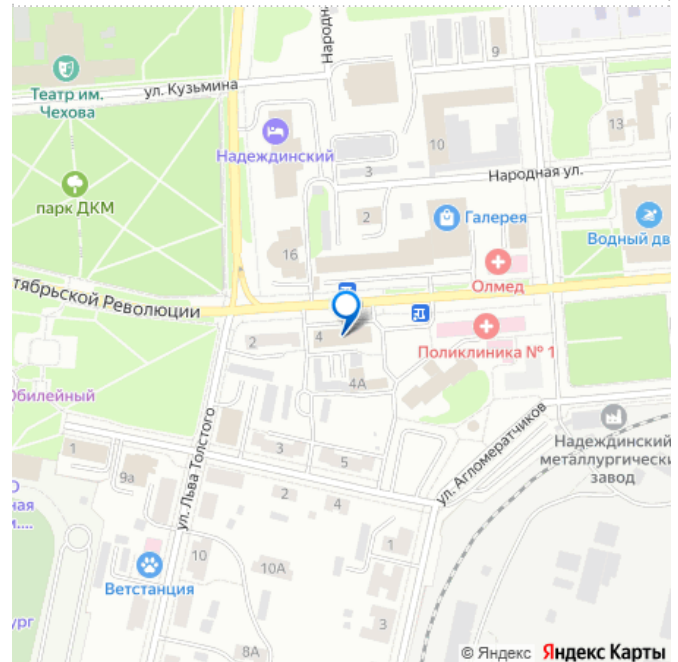 Народн
9
Театр им.
Чехова
ул. Кузьмина
13
Надеждинский
10
3
Народная ул.
парк ДКМ
2
Галерея
16
Водный дв
Олмед
тябрьской Революции
4
2
Поликлиника № 1
4А
Юбилейный
ул. Льва Толстого
ул. Агломератчиков
1
3
5
Надеждинский
металлургически
завод
9а
2
4
ная
1
10
10А
Ветстанция
ург
3
8А
© Яндекс Яндекс Карты